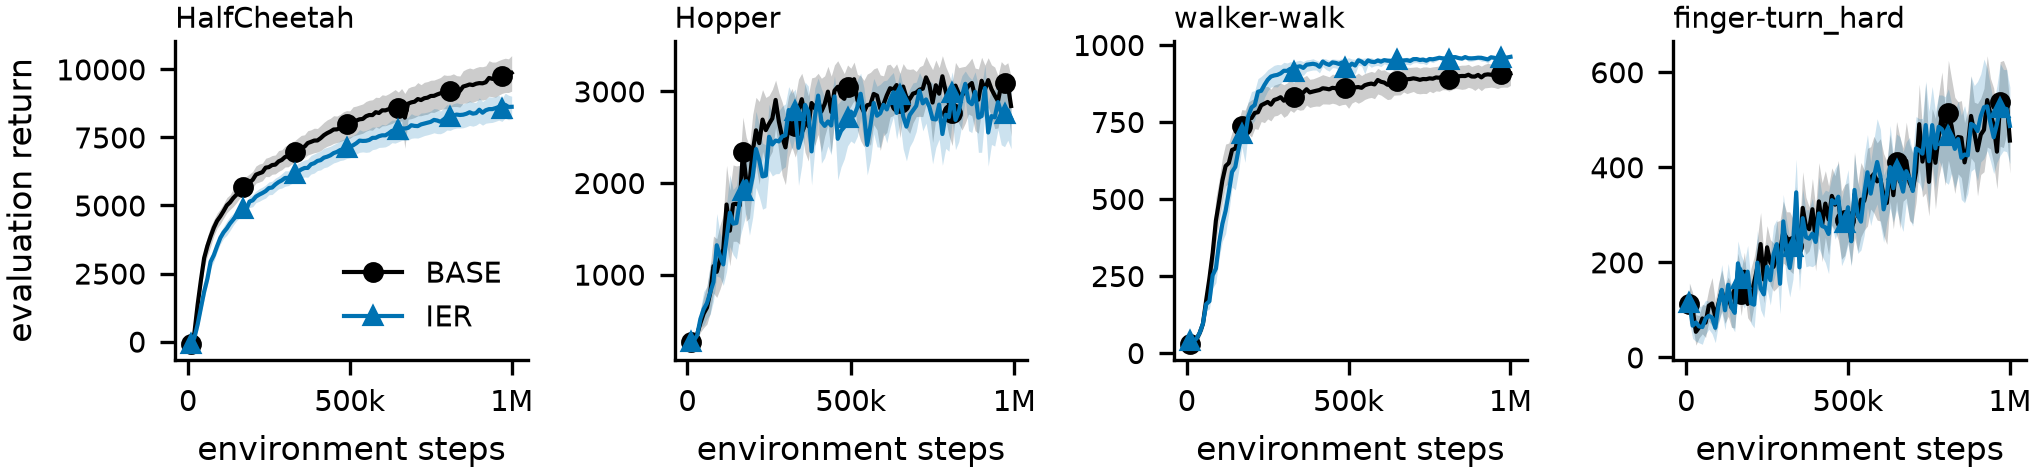 HalfCheetah
Hopper
walker-walk
finger-turn_hard
evaluation return
10000
7500
5000
2500
0
BASE
IER
0
500k
1M
environment steps
3000
2000
1000
0
500k
1M
environment steps
1000
750
500
250
0
0
500k
1M
environment steps
600
400
200
0
0
500k
1M
environment steps